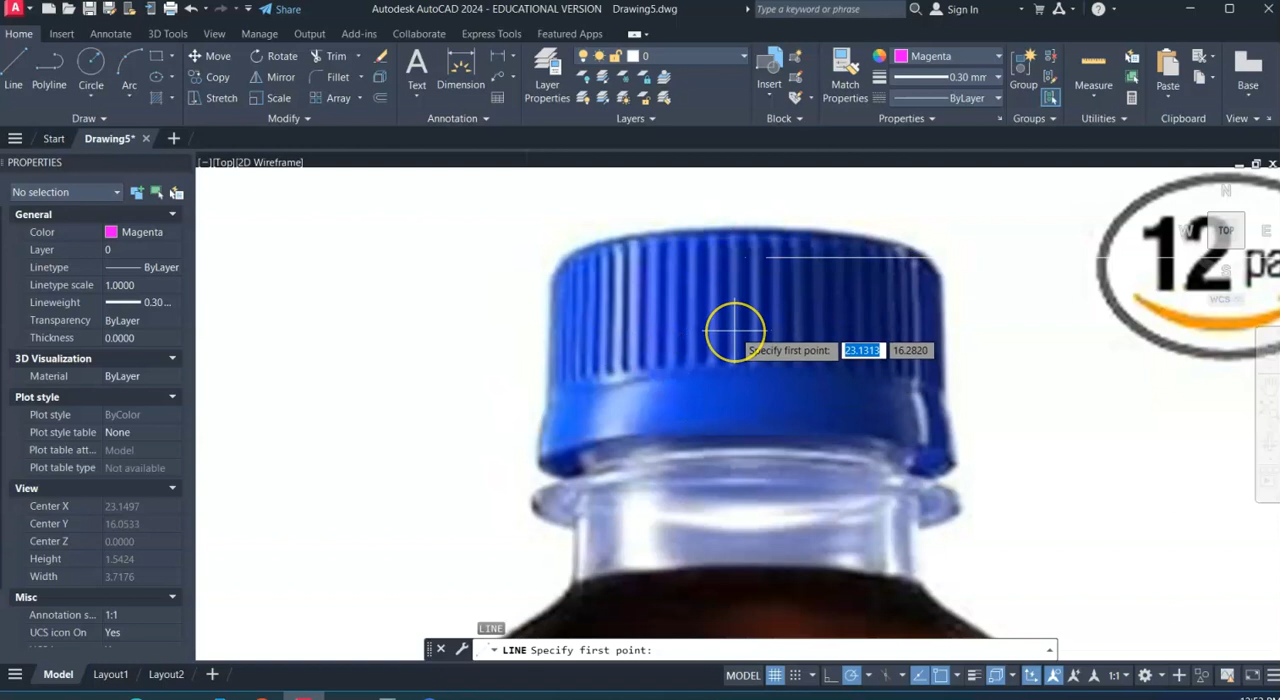 Share
Autodesk AutoCAD 2024 - EDUCATIONAL VERSION Drawing5.dwg
Type a keyword or phrase
Sign In
Home Insert Annotate 3D Tools View Manage Output Add-ins Collaborate Express Tools
Line Polyline Circle Arc
Move Rotate Trim
Copy Mirror Fillet
Stretch Scale Array
Text Dimension
Layer Properties
0
Insert
Match Properties
Magenta
0.30 mm
ByLayer
Group
Measure
Paste
Base
Draw Modify Annotation Layers Block Properties Groups Utilities Clipboard View
Start Drawing5*
PROPERTIES
[−][Top][2D Wireframe]
No selection
General
Color Magenta
Layer 0
Linetype ByLayer
Linetype scale 1.0000
Lineweight 0.30...
Transparency ByLayer
Thickness 0.0000
3D Visualization
Material ByLayer
Plot style
Plot style ByColor
Plot style table None
Plot table att... Model
Plot table type Not available
View
Center X 23.1497
Center Y 16.0533
Center Z 0.0000
Height 1.5424
Width 3.7176
Misc
Annotation s... 1:1
UCS icon On Yes
N
W TOP E
S
WCS
12 pa
Specify first point: 23.1313 16.2820
LINE
LINE Specify first point:
Model Layout1 Layout2
MODEL
1:1